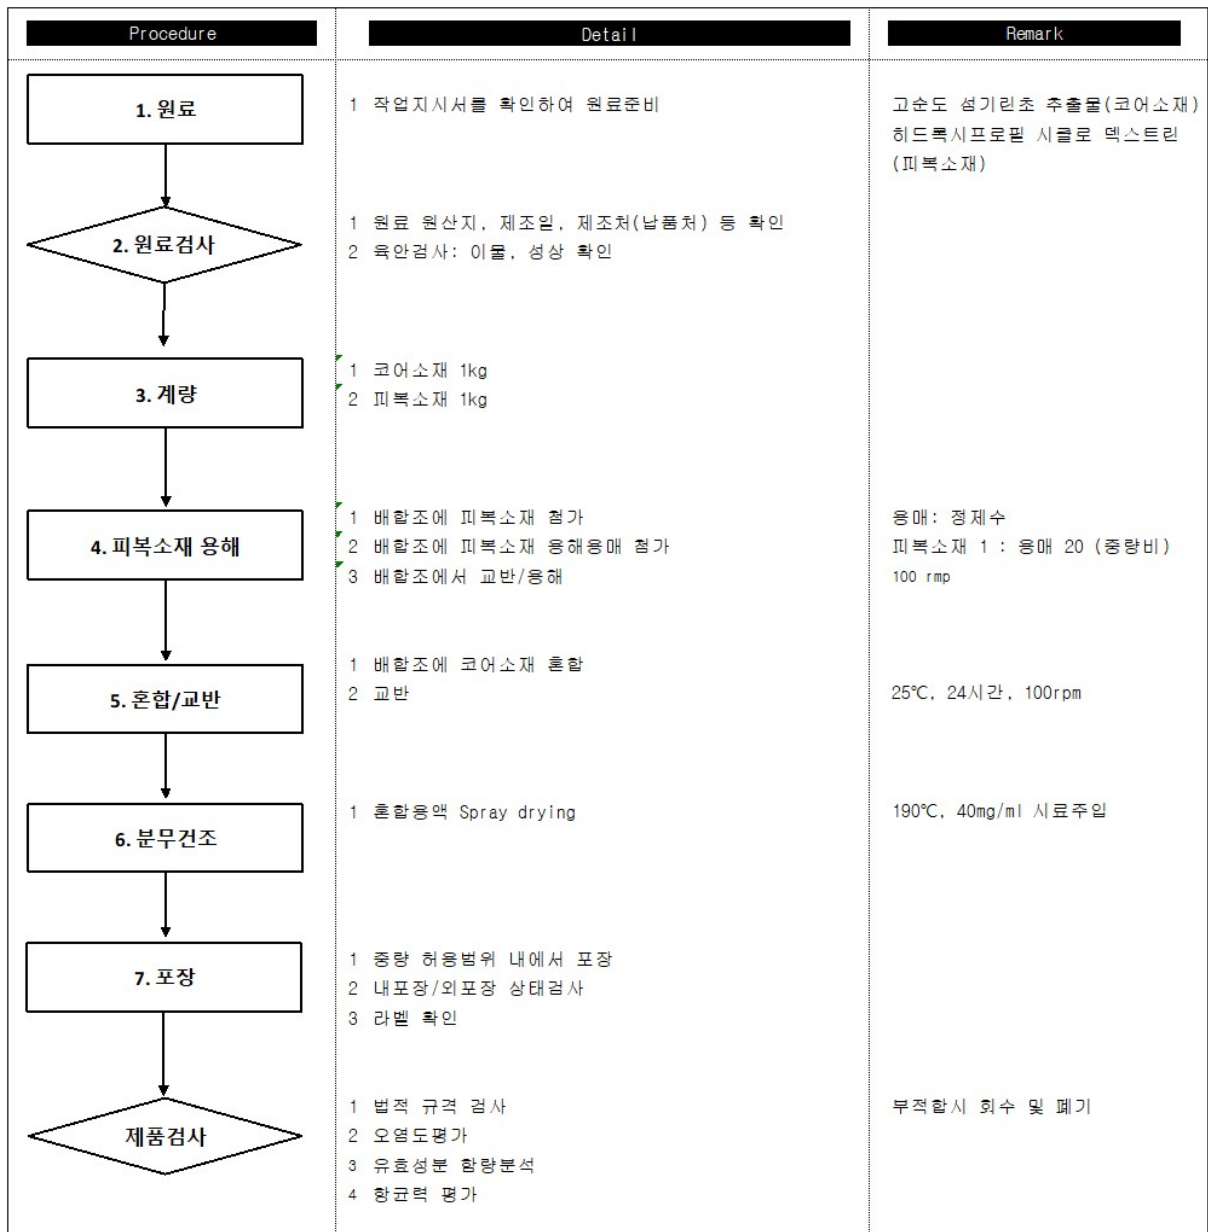 Procedure Detail Remark
1. 원료
1 작업지시서를 확인하여 원료준비
고순도 섬기린초 추출물(코어소재)
히드록시프로필 시클로 덱스트린
(피복소재)
2. 원료검사
1 원료 원산지, 제조일, 제조처(납품처) 등 확인
2 육안검사: 이물, 성상 확인
3. 계량
1 코어소재 1kg
2 피복소재 1kg
4. 피복소재 용해
1 배합조에 피복소재 첨가
2 배합조에 피복소재 용해용매 첨가
3 배합조에서 교반/용해
용매: 정제수
피복소재 1 : 용매 20 (중량비)
100 rmp
5. 혼합/교반
1 배합조에 코어소재 혼합
2 교반
25℃, 24시간, 100rpm
6. 분무건조
1 혼합용액 Spray drying
190℃, 40mg/ml 시료주입
7. 포장
1 중량 허용범위 내에서 포장
2 내포장/외포장 상태검사
3 라벨 확인
제품검사
1 법적 규격 검사
2 오염도평가
3 유효성분 함량분석
4 항균력 평가
부적합시 회수 및 폐기